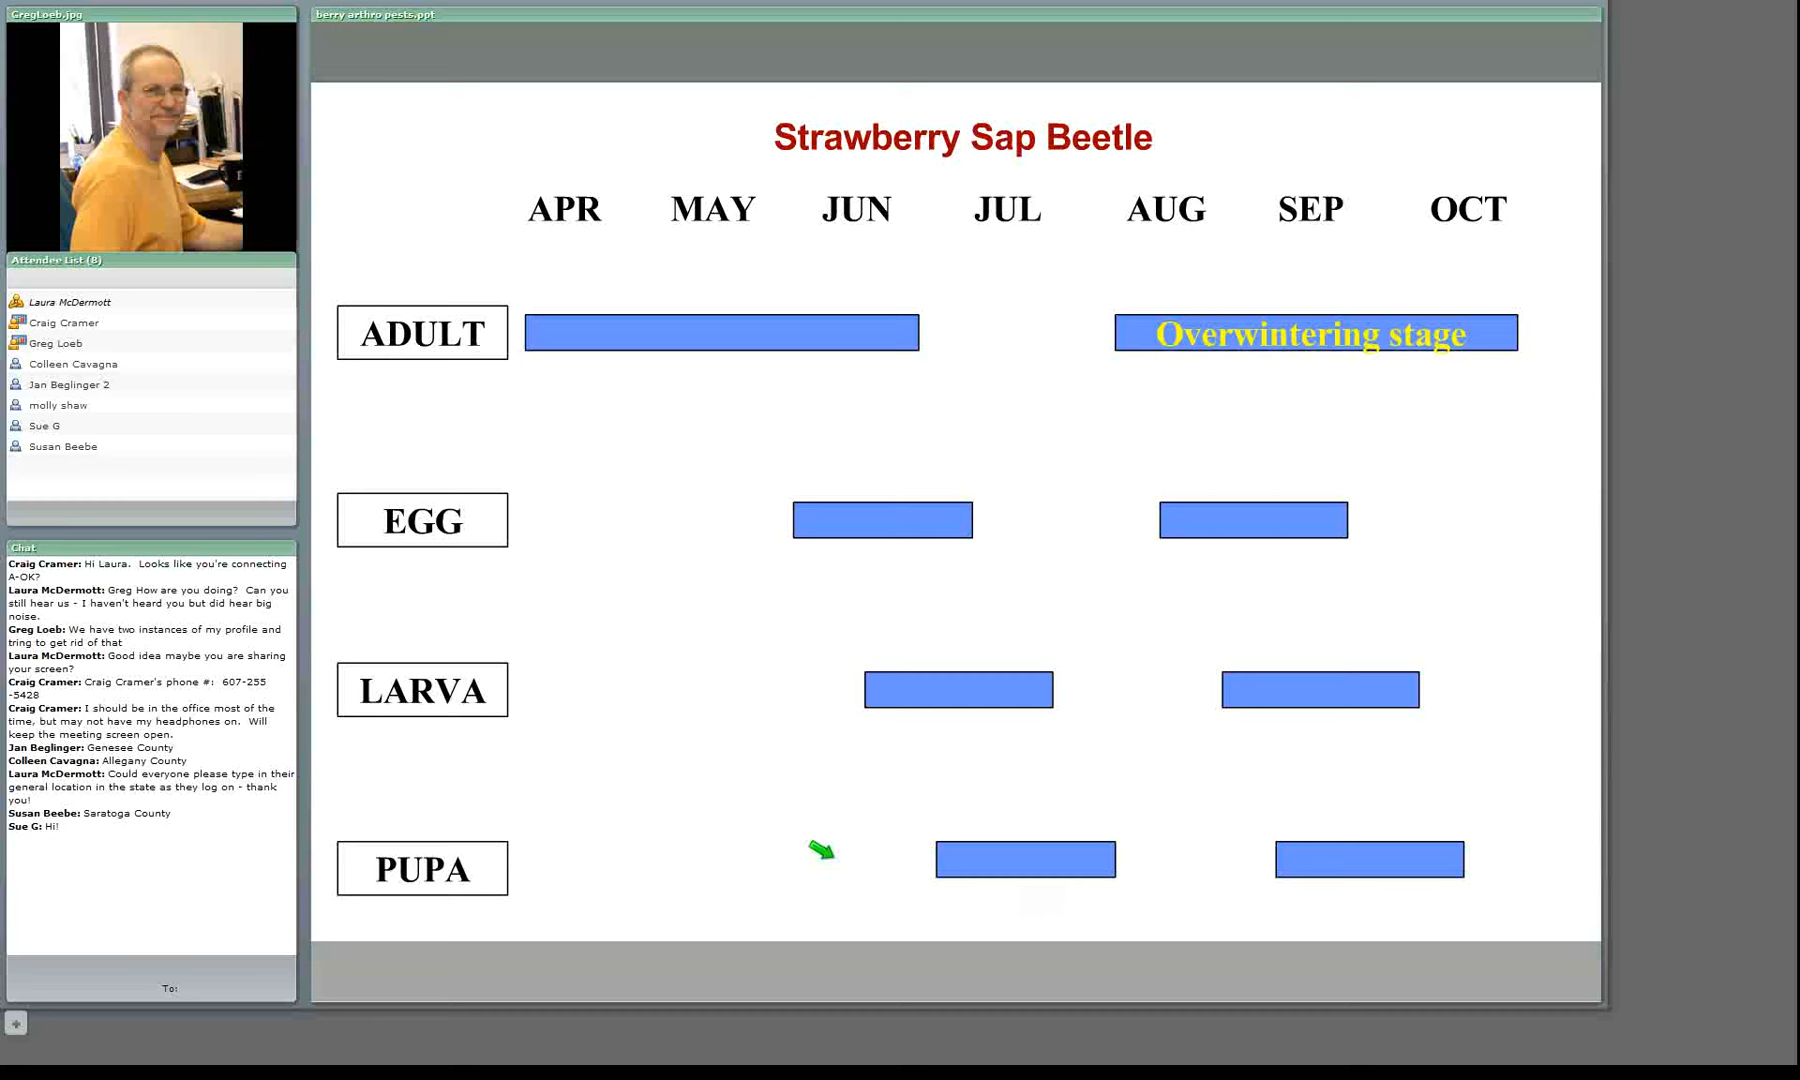 GregLoeb.jpg
Attendee List (8)
Laura McDermott
Craig Cramer
Greg Loeb
Colleen Cavagna
Jan Beglinger 2
molly shaw
Sue G
Susan Beebe
Chat
Craig Cramer: Hi Laura. Looks like you're connecting
A-OK?
Laura McDermott: Greg How are you doing? Can you
still hear us - I haven't heard you but did hear big
noise.
Greg Loeb: We have two instances of my profile and
tring to get rid of that
Laura McDermott: Good idea maybe you are sharing
your screen?
Craig Cramer: Craig Cramer's phone #: 607-255
-5428
Craig Cramer: I should be in the office most of the
time, but may not have my headphones on. Will
keep the meeting screen open.
Jan Beglinger: Genesee County
Colleen Cavagna: Allegany County
Laura McDermott: Could everyone please type in their
general location in the state as they log on - thank
you!
Susan Beebe: Saratoga County
Sue G: Hi!
To:
berry arthro pests.ppt
Strawberry Sap Beetle
APR MAY JUN JUL AUG SEP OCT
ADULT
Overwintering stage
EGG
LARVA
PUPA